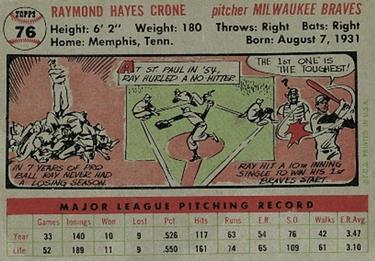 TOPPS
76
RAYMOND HAYES CRONE pitcher MILWAUKEE BRAVES
Height: 6' 2" Weight: 180 Throws: Right Bats: Right
Home: Memphis, Tenn. Born: August 7, 1931
AT ST. PAUL IN '54, RAY HURLED A NO HITTER.
THE 1ST ONE IS THE TOUGHEST!
IN 7 YEARS OF PRO BALL RAY NEVER HAD A LOSING SEASON.
RAY HIT A 10TH INNING SINGLE TO WIN HIS 1ST BRAVES START.
MAJOR LEAGUE PITCHING RECORD
Games Innings Won Lost Pct. Hits Runs E.R. S.O. Walks E.R.Avg.
Year 33 140 10 9 .526 117 63 54 76 42 3.47
Life 52 189 11 9 .550 161 74 65 109 61 3.10
PRINTED IN U.S.A.